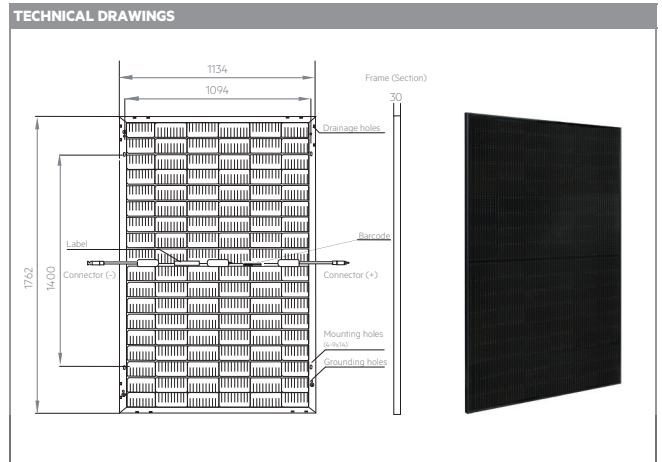 TECHNICAL DRAWINGS
1134
1094
Frame (Section)
30
Drainage holes
1762
1400
Label
Barcode
Connector (-)
Connector (+)
Mounting holes
(4-9x14)
Grounding holes